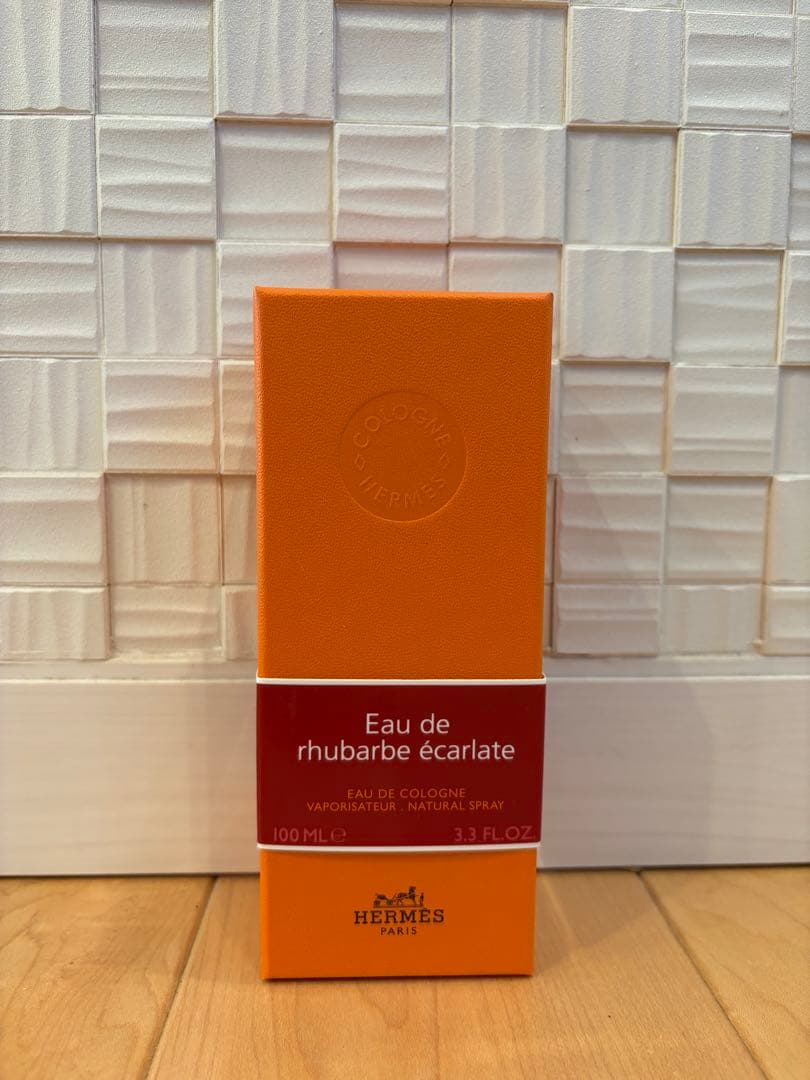 COLOGNE
HERMÈS
Eau de
rhubarbe écarlate
EAU DE COLOGNE
VAPORISATEUR . NATURAL SPRAY
100 ML ℮ 3.3 FL.OZ.
HERMÈS
PARIS